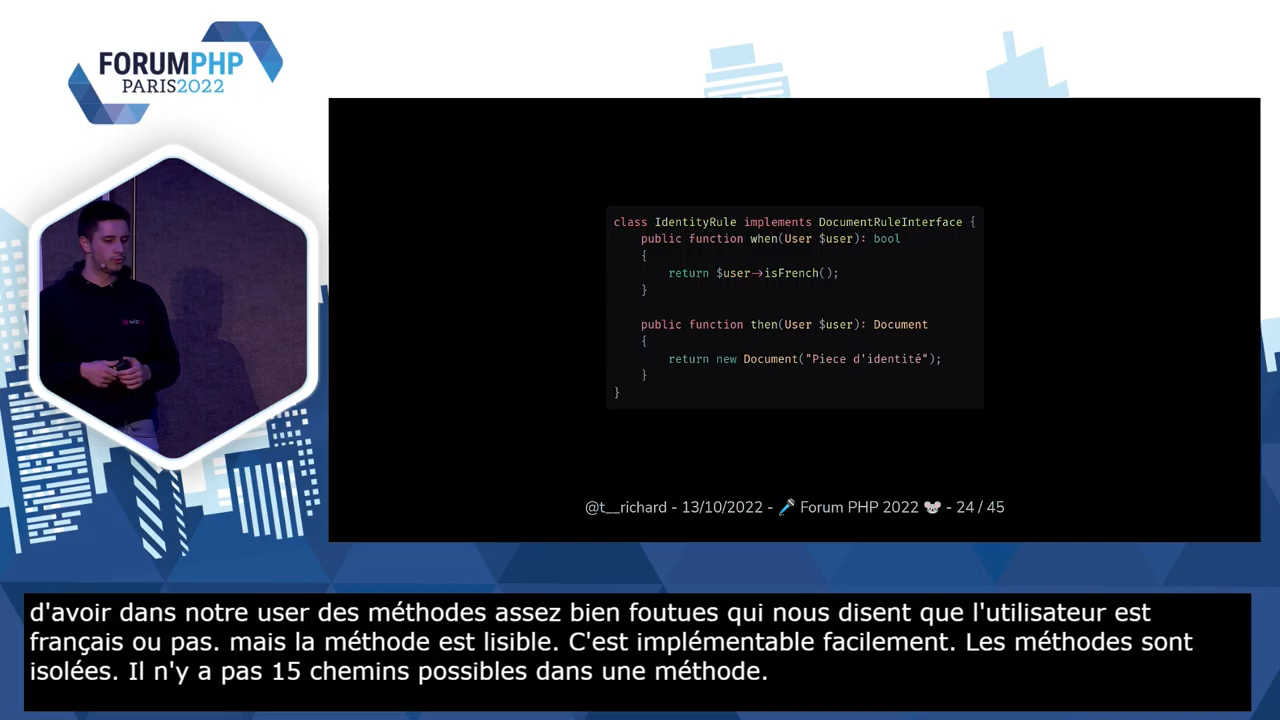 FORUMPHP
PARIS2022
class IdentityRule implements DocumentRuleInterface {
public function when(User $user): bool
{
return $user→isFrench();
}
public function then(User $user): Document
{
return new Document("Piece d'identité");
}
}
@t__richard - 13/10/2022 - 🎤 Forum PHP 2022 🐭 - 24 / 45
d'avoir dans notre user des méthodes assez bien foutues qui nous disent que l'utilisateur est
français ou pas. mais la méthode est lisible. C'est implémentable facilement. Les méthodes sont
isolées. Il n'y a pas 15 chemins possibles dans une méthode.